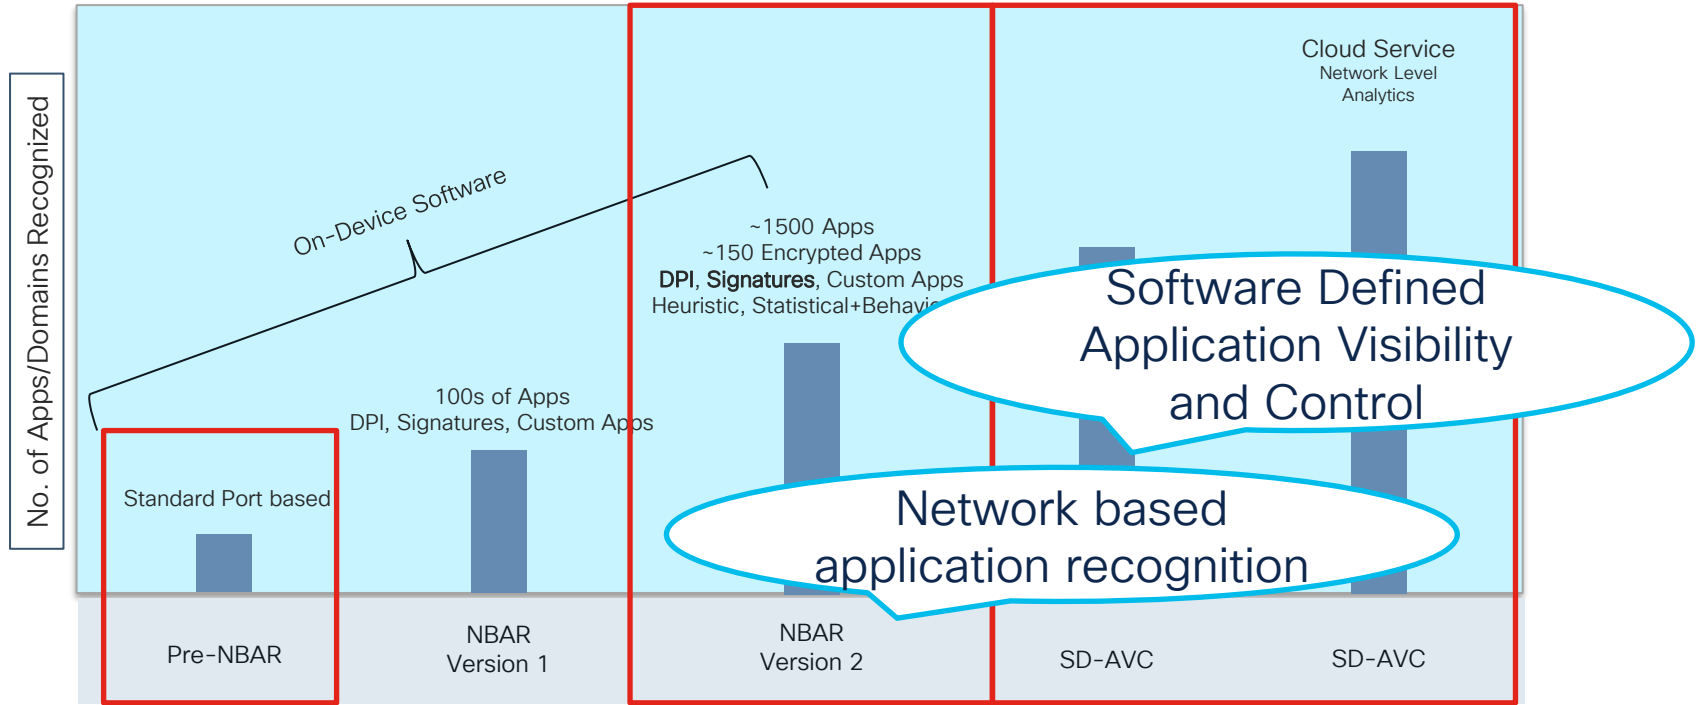 No. of Apps/Domains Recognized
Cloud Service
Network Level
Analytics
On-Device Software
~1500 Apps
~150 Encrypted Apps
DPI, Signatures, Custom Apps
Heuristic, Statistical+Behavio
100s of Apps
DPI, Signatures, Custom Apps
Standard Port based
Software Defined
Application Visibility
and Control
Network based
application recognition
Pre-NBAR
NBAR
Version 1
NBAR
Version 2
SD-AVC
SD-AVC